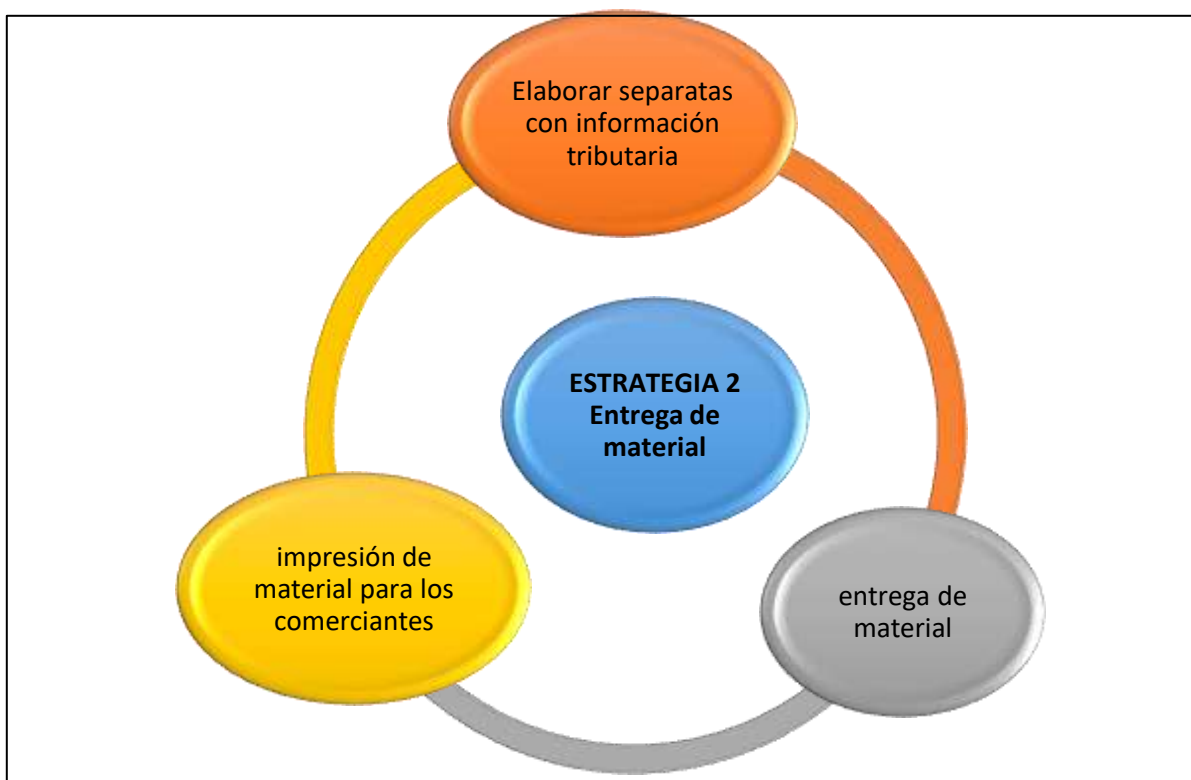 Elaborar separatas
con información
tributaria
ESTRATEGIA 2
Entrega de
material
impresión de
material para los
comerciantes
entrega de
material